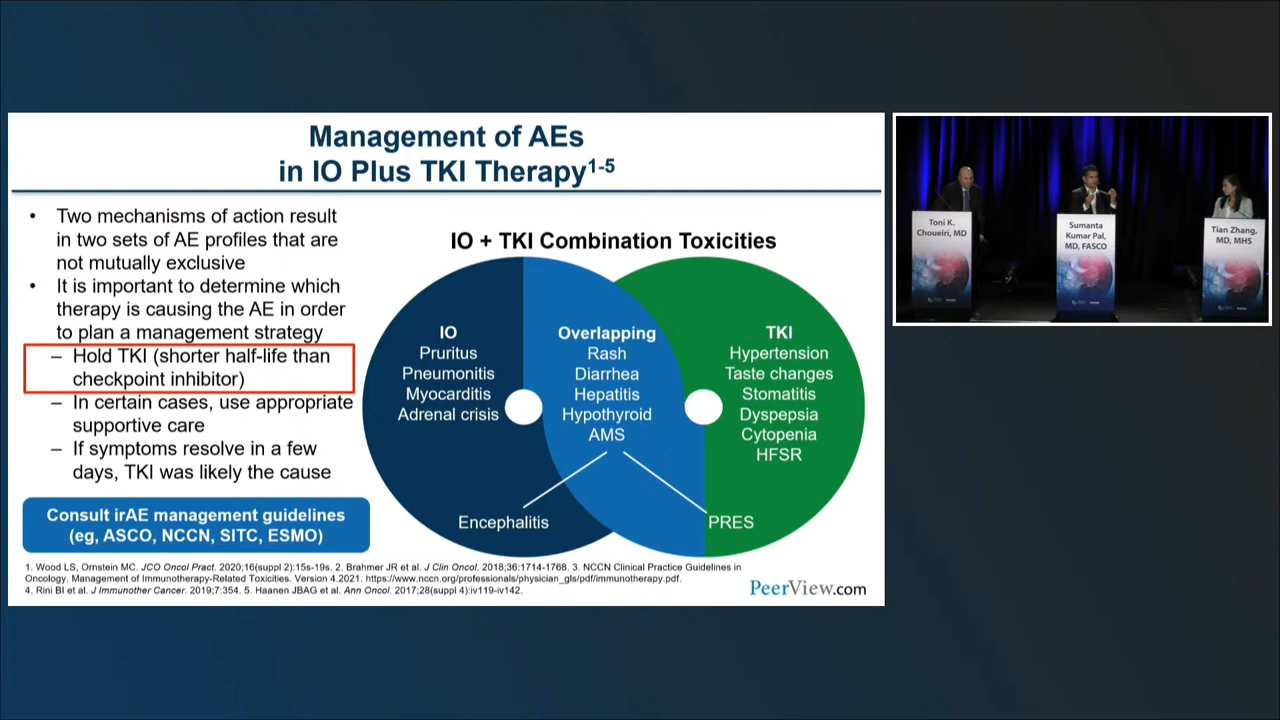 Management of AEs
in IO Plus TKI Therapy1-5
• Two mechanisms of action result
in two sets of AE profiles that are
not mutually exclusive
• It is important to determine which
therapy is causing the AE in order
to plan a management strategy
– Hold TKI (shorter half-life than
checkpoint inhibitor)
– In certain cases, use appropriate
supportive care
– If symptoms resolve in a few
days, TKI was likely the cause
Consult irAE management guidelines
(eg, ASCO, NCCN, SITC, ESMO)
IO + TKI Combination Toxicities
IO
Pruritus
Pneumonitis
Myocarditis
Adrenal crisis
Overlapping
Rash
Diarrhea
Hepatitis
Hypothyroid
AMS
TKI
Hypertension
Taste changes
Stomatitis
Dyspepsia
Cytopenia
HFSR
Encephalitis
PRES
1. Wood LS, Ornstein MC. JCO Oncol Pract. 2020;16(suppl 2):15s-19s. 2. Brahmer JR et al. J Clin Oncol. 2018;36:1714-1768. 3. NCCN Clinical Practice Guidelines in
Oncology. Management of Immunotherapy-Related Toxicities. Version 4.2021. https://www.nccn.org/professionals/physician_gls/pdf/immunotherapy.pdf.
4. Rini BI et al. J Immunother Cancer. 2019;7:354. 5. Haanen JBAG et al. Ann Oncol. 2017;28(suppl 4):iv119-iv142.
PeerView.com
Toni K.
Choueiri, MD
Sumanta
Kumar Pal,
MD, FASCO
Tian Zhang,
MD, MHS